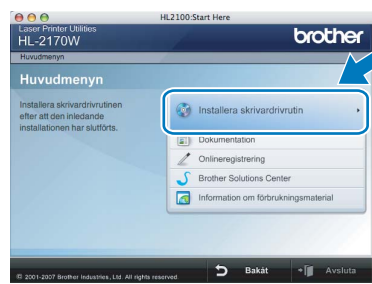 HL2100:Start Here
Laser Printer Utilities
HL-2170W
brother
Huvudmenyn
Huvudmenyn
Installera skrivardrivrutinen
efter att den inledande
installationen har slutförts.
Installera skrivardrivrutin
Dokumentation
Onlineregistrering
Brother Solutions Center
Information om förbrukningsmaterial
© 2001-2007 Brother Industries, Ltd. All rights reserved.
Bakåt
Avsluta